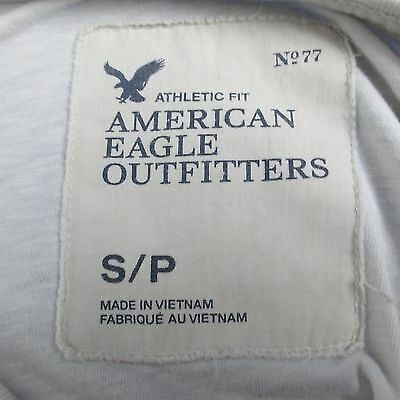 Nº77
ATHLETIC FIT
AMERICAN
EAGLE
OUTFITTERS
S/P
MADE IN VIETNAM
FABRIQUÉ AU VIETNAM